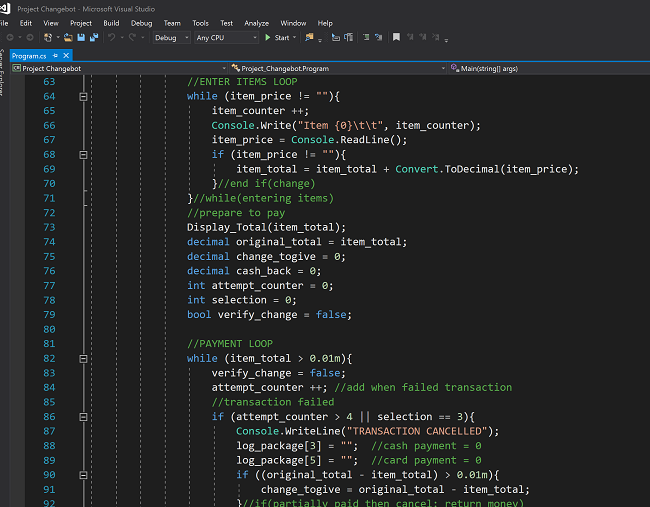 Project Changebot - Microsoft Visual Studio
File Edit View Project Build Debug Team Tools Test Analyze Window Help
Debug Any CPU Start
Program.cs
Server Explorer
Project Changebot Project_Changebot.Program Main(string[] args)
63 //ENTER ITEMS LOOP
64 while (item_price != ""){
65 item_counter ++;
66 Console.Write("Item {0}\t\t", item_counter);
67 item_price = Console.ReadLine();
68 if (item_price != ""){
69 item_total = item_total + Convert.ToDecimal(item_price);
70 }//end if(change)
71 }//while(entering items)
72 //prepare to pay
73 Display_Total(item_total);
74 decimal original_total = item_total;
75 decimal change_togive = 0;
76 decimal cash_back = 0;
77 int attempt_counter = 0;
78 int selection = 0;
79 bool verify_change = false;
80
81 //PAYMENT LOOP
82 while (item_total > 0.01m){
83 verify_change = false;
84 attempt_counter ++; //add when failed transaction
85 //transaction failed
86 if (attempt_counter > 4 || selection == 3){
87 Console.WriteLine("TRANSACTION CANCELLED");
88 log_package[3] = ""; //cash payment = 0
89 log_package[5] = ""; //card payment = 0
90 if ((original_total - item_total) > 0.01m){
91 change_togive = original_total - item_total;
92 }//if(partially paid then cancel; return money)